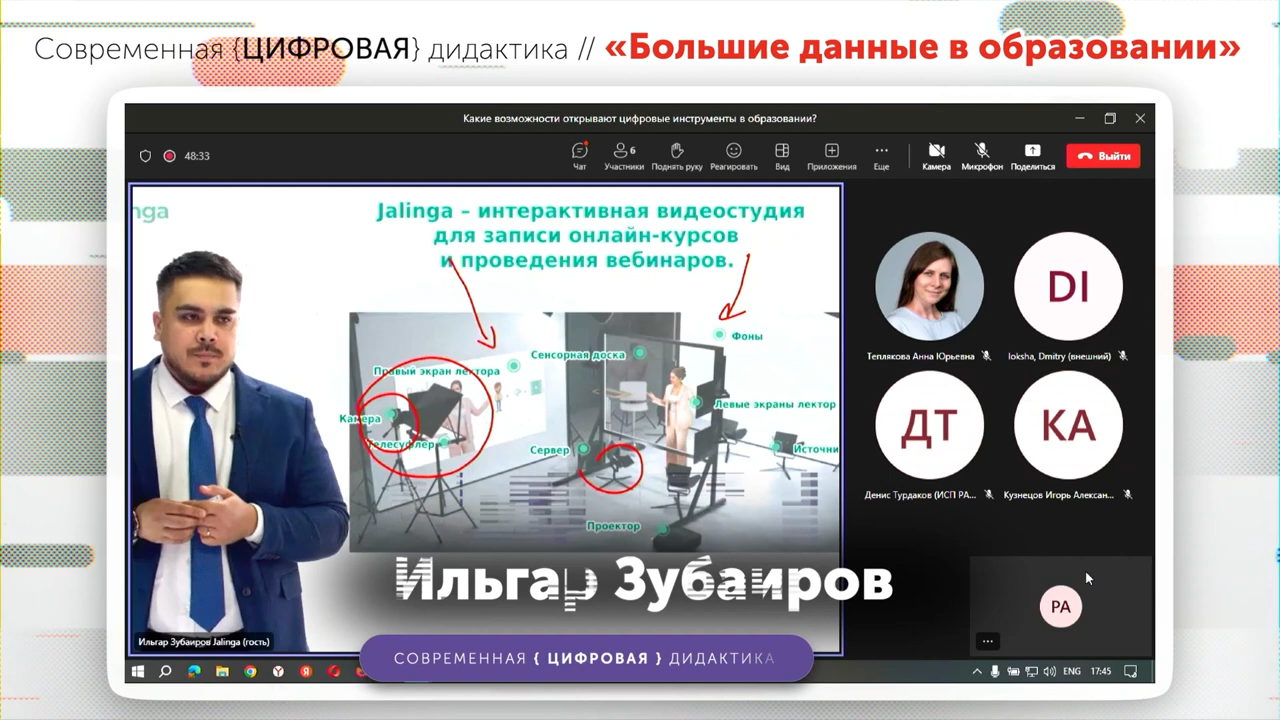 Современная {ЦИФРОВАЯ} дидактика // «Большие данные в образовании»
Какие возможности открывают цифровые инструменты в образовании?
48:33
Чат
6
Участники
Поднять руку
Реагировать
Вид
Приложения
Еще
Камера
Микрофон
Поделиться
Выйти
nga
Jalinga – интерактивная видеостудия
для записи онлайн-курсов
и проведения вебинаров.
Фоны
Сенсорная доска
Правый экран лектора
Левые экраны лектор
Камера
Телесуфлер
Сервер
Источни
Проектор
Теплякова Анна Юрьевна
DI
loksha, Dmitry (внешний)
ДТ
Денис Турдаков (ИСП РА...
КА
Кузнецов Игорь Алексан...
РА
...
Ильгар Зубаиров
Ильгар Зубаиров Jalinga (гость)
СОВРЕМЕННАЯ { ЦИФРОВАЯ } ДИДАКТИКА
ENG
17:45